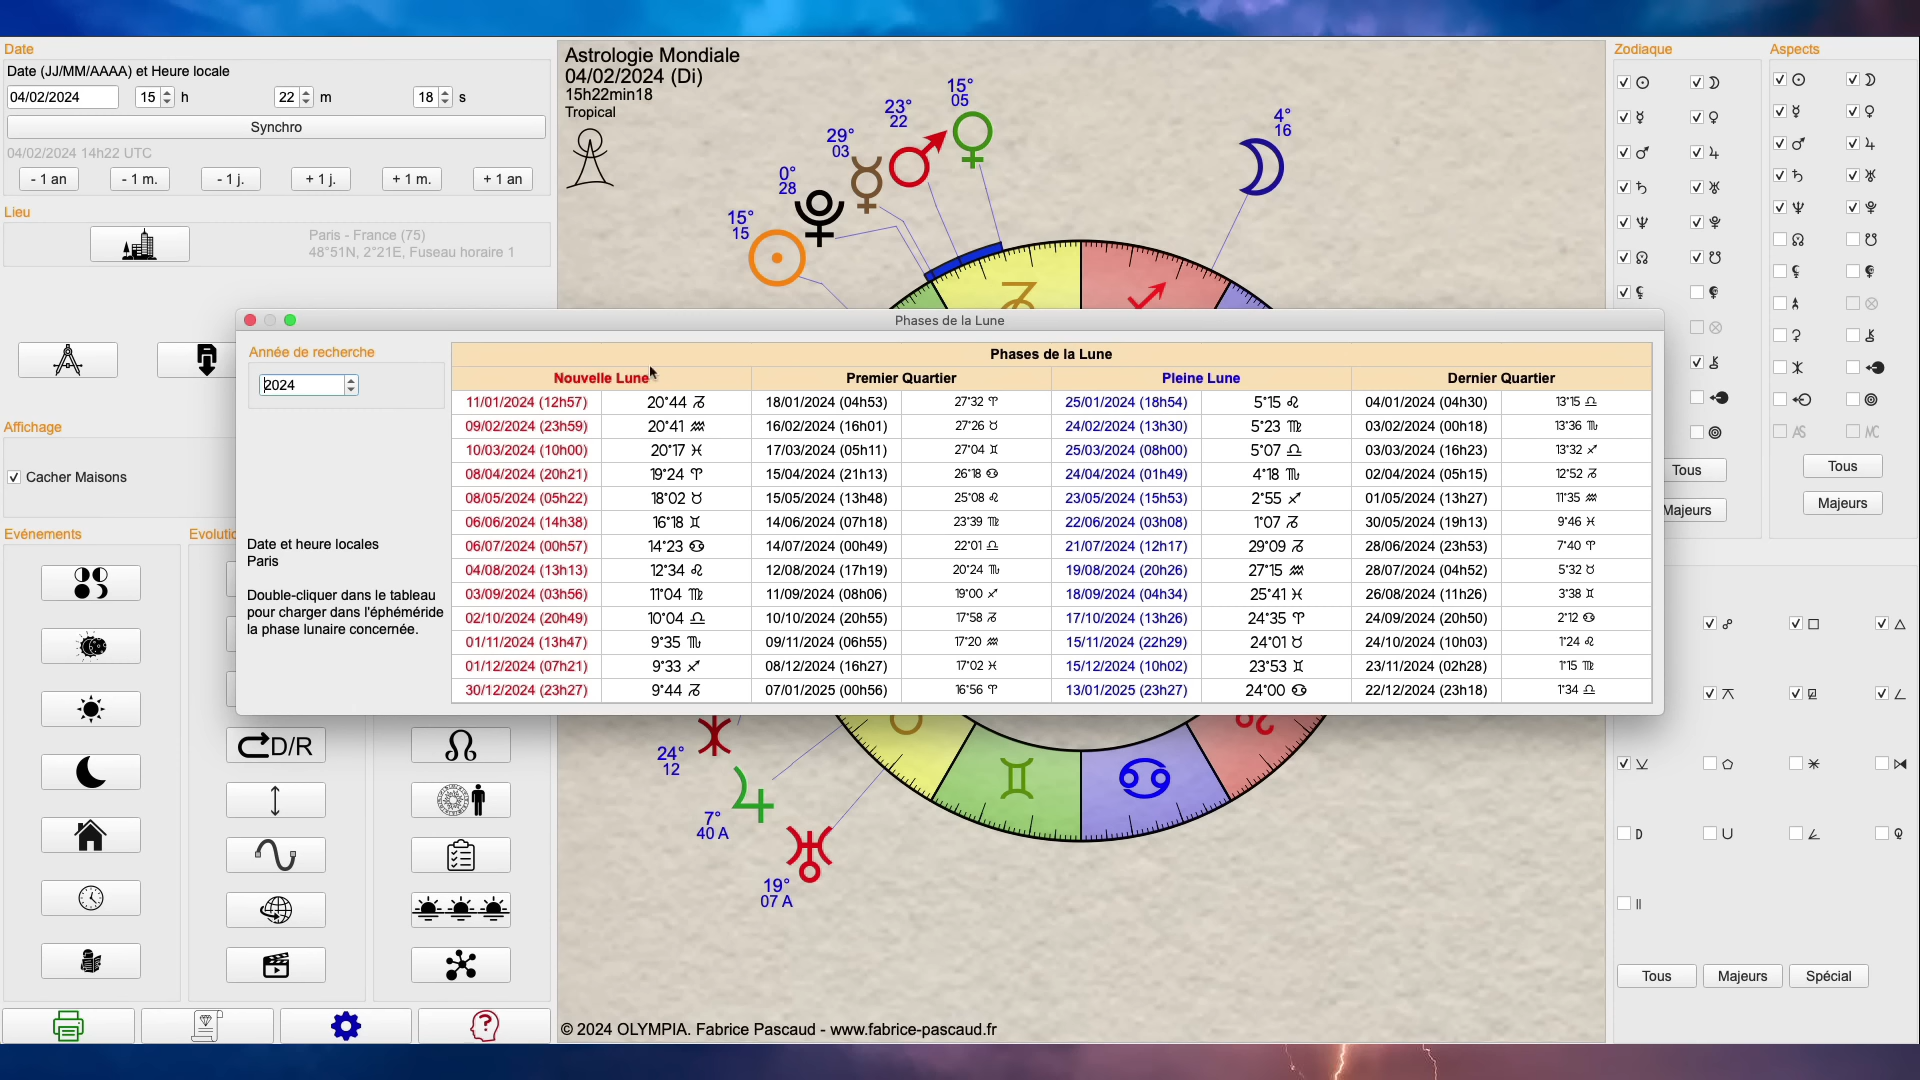 Date
Date (JJ/MM/AAAA) et Heure locale
04/02/2024 15 h 22 m 18 s
Synchro
04/02/2024 14h22 UTC
- 1 an - 1 m. - 1 j. + 1 j. + 1 m. + 1 an
Lieu
Paris - France (75)
48°51N, 2°21E, Fuseau horaire 1
Affichage
Cacher Maisons
Evénements
D/R
Astrologie Mondiale
04/02/2024 (Di)
15h22min18
Tropical
15° 15
0° 28
29° 03
23° 22
15° 05
4° 16
24° 12
7° 40 A
19° 07 A
Phases de la Lune
Année de recherche
2024
Date et heure locales
Paris
Double-cliquer dans le tableau
pour charger dans l'éphéméride
la phase lunaire concernée.
Phases de la Lune
Nouvelle Lune Premier Quartier Pleine Lune Dernier Quartier
11/01/2024 (12h57) 20°44 ♑ 18/01/2024 (04h53) 27°32 ♈ 25/01/2024 (18h54) 5°15 ♌ 04/01/2024 (04h30) 13°15 ♎
09/02/2024 (23h59) 20°41 ♒ 16/02/2024 (16h01) 27°26 ♉ 24/02/2024 (13h30) 5°23 ♍ 03/02/2024 (00h18) 13°36 ♏
10/03/2024 (10h00) 20°17 ♓ 17/03/2024 (05h11) 27°04 ♊ 25/03/2024 (08h00) 5°07 ♎ 03/03/2024 (16h23) 13°32 ♐
08/04/2024 (20h21) 19°24 ♈ 15/04/2024 (21h13) 26°18 ♋ 24/04/2024 (01h49) 4°18 ♏ 02/04/2024 (05h15) 12°52 ♑
08/05/2024 (05h22) 18°02 ♉ 15/05/2024 (13h48) 25°08 ♌ 23/05/2024 (15h53) 2°55 ♐ 01/05/2024 (13h27) 11°35 ♒
06/06/2024 (14h38) 16°18 ♊ 14/06/2024 (07h18) 23°39 ♍ 22/06/2024 (03h08) 1°07 ♑ 30/05/2024 (19h13) 9°46 ♓
06/07/2024 (00h57) 14°23 ♋ 14/07/2024 (00h49) 22°01 ♎ 21/07/2024 (12h17) 29°09 ♑ 28/06/2024 (23h53) 7°40 ♈
04/08/2024 (13h13) 12°34 ♌ 12/08/2024 (17h19) 20°24 ♏ 19/08/2024 (20h26) 27°15 ♒ 28/07/2024 (04h52) 5°32 ♉
03/09/2024 (03h56) 11°04 ♍ 11/09/2024 (08h06) 19°00 ♐ 18/09/2024 (04h34) 25°41 ♓ 26/08/2024 (11h26) 3°38 ♊
02/10/2024 (20h49) 10°04 ♎ 10/10/2024 (20h55) 17°58 ♑ 17/10/2024 (13h26) 24°35 ♈ 24/09/2024 (20h50) 2°12 ♋
01/11/2024 (13h47) 9°35 ♏ 09/11/2024 (06h55) 17°20 ♒ 15/11/2024 (22h29) 24°01 ♉ 24/10/2024 (10h03) 1°24 ♌
01/12/2024 (07h21) 9°33 ♐ 08/12/2024 (16h27) 17°02 ♓ 15/12/2024 (10h02) 23°53 ♊ 23/11/2024 (02h28) 1°15 ♍
30/12/2024 (23h27) 9°44 ♑ 07/01/2025 (00h56) 16°56 ♈ 13/01/2025 (23h27) 24°00 ♋ 22/12/2024 (23h18) 1°34 ♎
© 2024 OLYMPIA. Fabrice Pascaud - www.fabrice-pascaud.fr
Zodiaque
Tous
Majeurs
Aspects
AS MC
Tous
Majeurs
Tous Majeurs Spécial